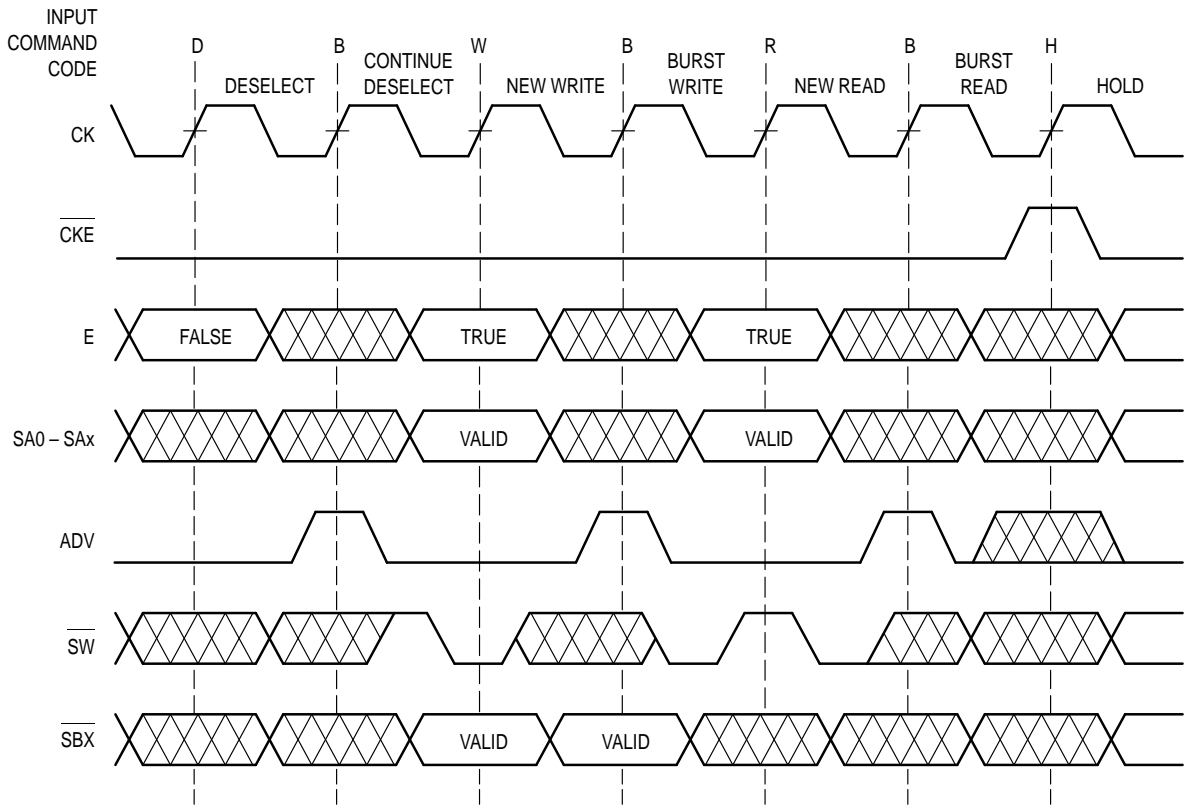 INPUT
COMMAND
CODE
D
B
W
B
R
B
H
DESELECT
CONTINUE
DESELECT
NEW WRITE
BURST
WRITE
NEW READ
BURST
READ
HOLD
CK
CKE
E
FALSE
TRUE
TRUE
SA0 – SAx
VALID
VALID
ADV
SW
SBX
VALID
VALID